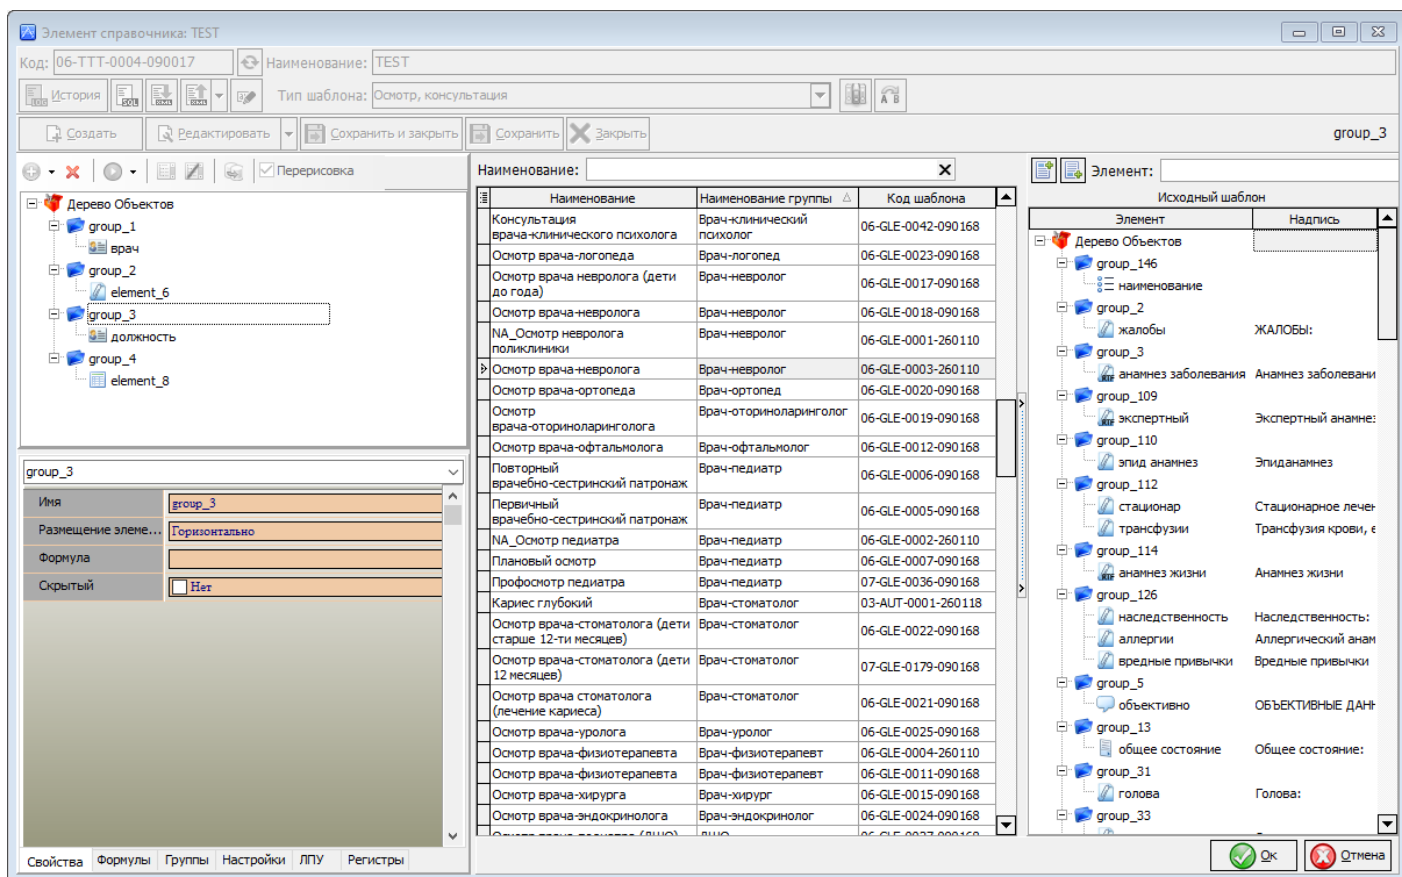 Элемент справочника: TEST
Код: 06-TTT-0004-090017 Наименование: TEST
История SQL Тип шаблона: Осмотр, консультация
Создать Редактировать Сохранить и закрыть Сохранить Закрыть group_3
Перерисовка
Дерево Объектов
group_1
врач
group_2
element_6
group_3
должность
group_4
element_8
group_3
Имя group_3
Размещение элеме... Горизонтально
Формула
Скрытый Нет
Свойства Формулы Группы Настройки ЛПУ Регистры
Наименование:
Наименование Наименование группы Код шаблона
Консультация врача-клинического психолога Врач-клинический психолог 06-GLE-0042-090168
Осмотр врача-логопеда Врач-логопед 06-GLE-0023-090168
Осмотр врача невролога (дети до года) Врач-невролог 06-GLE-0017-090168
Осмотр врача-невролога Врач-невролог 06-GLE-0018-090168
NA_Осмотр невролога поликлиники Врач-невролог 06-GLE-0001-260110
Осмотр врача-невролога Врач-невролог 06-GLE-0003-260110
Осмотр врача-ортопеда Врач-ортопед 06-GLE-0020-090168
Осмотр врача-оториноларинголога Врач-оториноларинголог 06-GLE-0019-090168
Осмотр врача-офтальмолога Врач-офтальмолог 06-GLE-0012-090168
Повторный врачебно-сестринский патронаж Врач-педиатр 06-GLE-0006-090168
Первичный врачебно-сестринский патронаж Врач-педиатр 06-GLE-0005-090168
NA_Осмотр педиатра Врач-педиатр 06-GLE-0002-260110
Плановый осмотр Врач-педиатр 06-GLE-0007-090168
Профосмотр педиатра Врач-педиатр 07-GLE-0036-090168
Кариес глубокий Врач-стоматолог 03-AUT-0001-260118
Осмотр врача-стоматолога (дети старше 12-ти месяцев) Врач-стоматолог 06-GLE-0022-090168
Осмотр врача-стоматолога (дети 12 месяцев) Врач-стоматолог 07-GLE-0179-090168
Осмотр врача стоматолога (лечение кариеса) Врач-стоматолог 06-GLE-0021-090168
Осмотр врача-уролога Врач-уролог 06-GLE-0025-090168
Осмотр врача-физиотерапевта Врач-физиотерапевт 06-GLE-0004-260110
Осмотр врача-физиотерапевта Врач-физиотерапевт 06-GLE-0011-090168
Осмотр врача-хирурга Врач-хирург 06-GLE-0015-090168
Осмотр врача-эндокринолога Врач-эндокринолог 06-GLE-0024-090168
Элемент:
Исходный шаблон
Элемент Надпись
Дерево Объектов
group_146
наименование
group_2
жалобы ЖАЛОБЫ:
group_3
анамнез заболевания Анамнез заболевани
group_109
экспертный Экспертный анамнез
group_110
эпид анамнез Эпиданамнез
group_112
стационар Стационарное лечен
трансфузии Трансфузия крови, е
group_114
анамнез жизни Анамнез жизни
group_126
наследственность Наследственность:
аллергии Аллергический анам
вредные привычки Вредные привычки
group_5
объективно ОБЪЕКТИВНЫЕ ДАНН
group_13
общее состояние Общее состояние:
group_31
голова Голова:
group_33
Ок Отмена